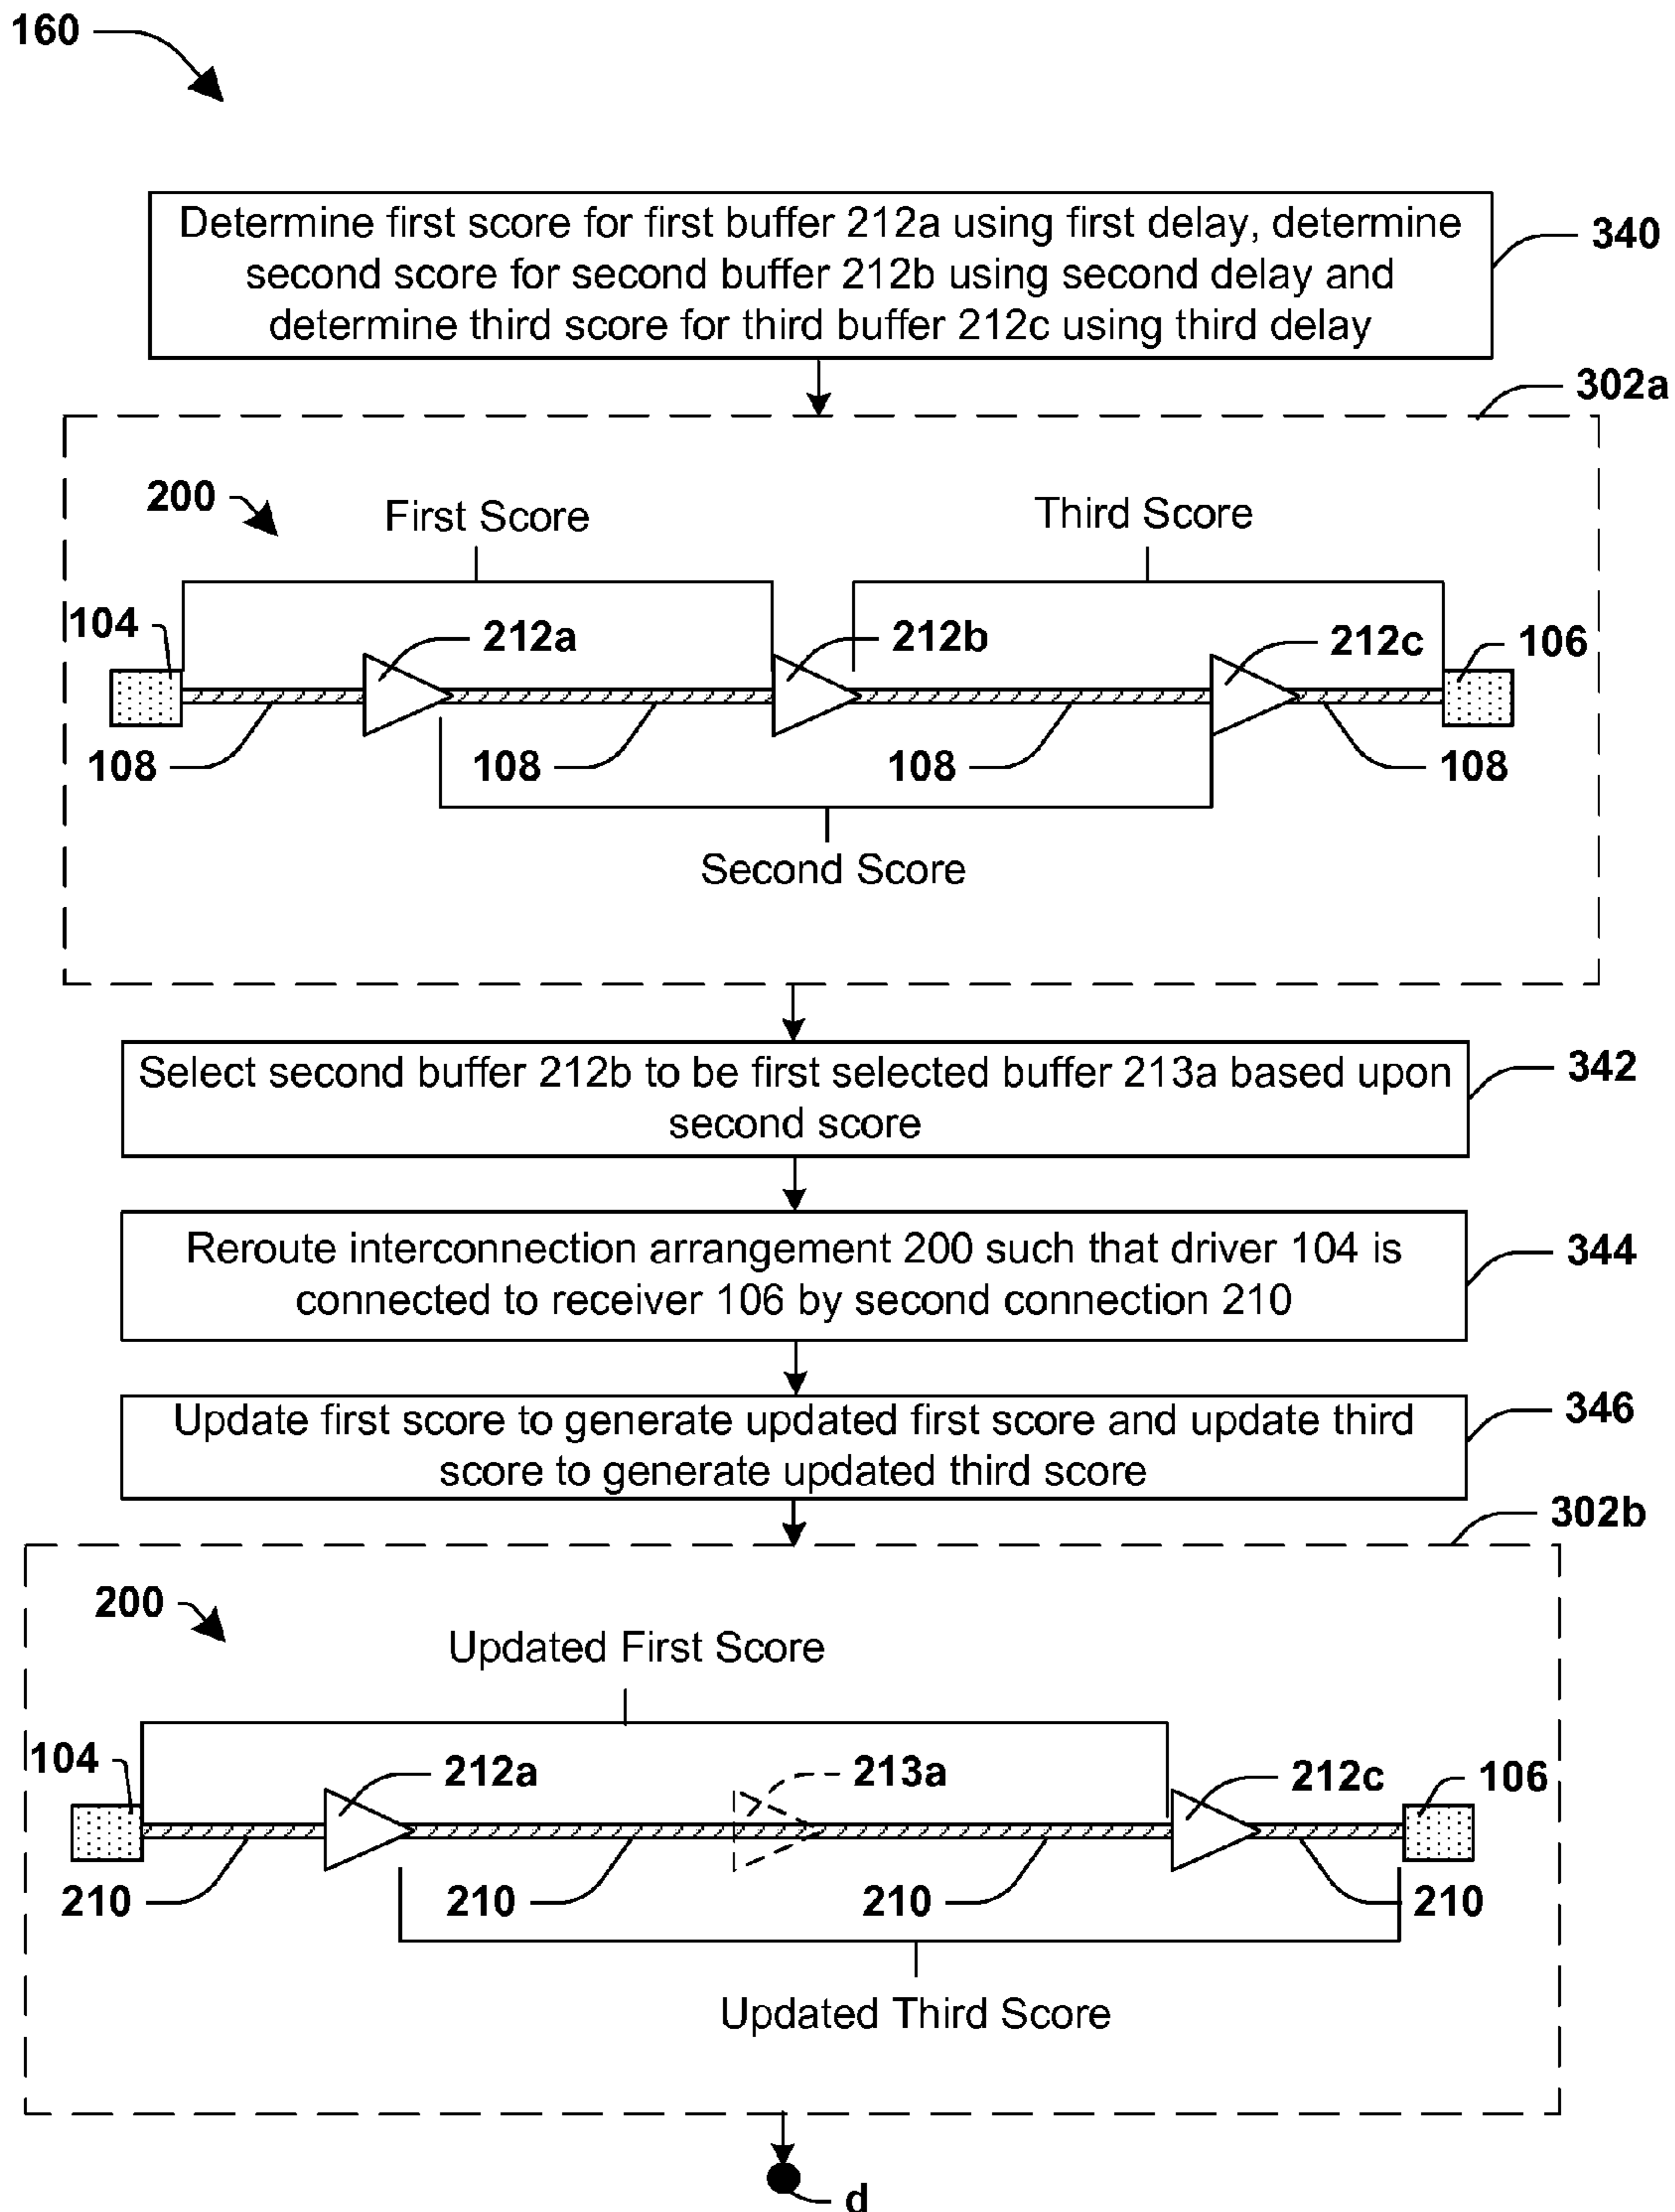 160
Determine first score for first buffer 212a using first delay, determine
second score for second buffer 212b using second delay and
determine third score for third buffer 212c using third delay
340
302a
200
First Score
Third Score
104
212a
212b
212c
106
108
108
108
108
Second Score
Select second buffer 212b to be first selected buffer 213a based upon
second score
342
Reroute interconnection arrangement 200 such that driver 104 is
connected to receiver 106 by second connection 210
344
Update first score to generate updated first score and update third
score to generate updated third score
346
302b
200
Updated First Score
104
212a
213a
212c
106
210
210
210
210
Updated Third Score
d